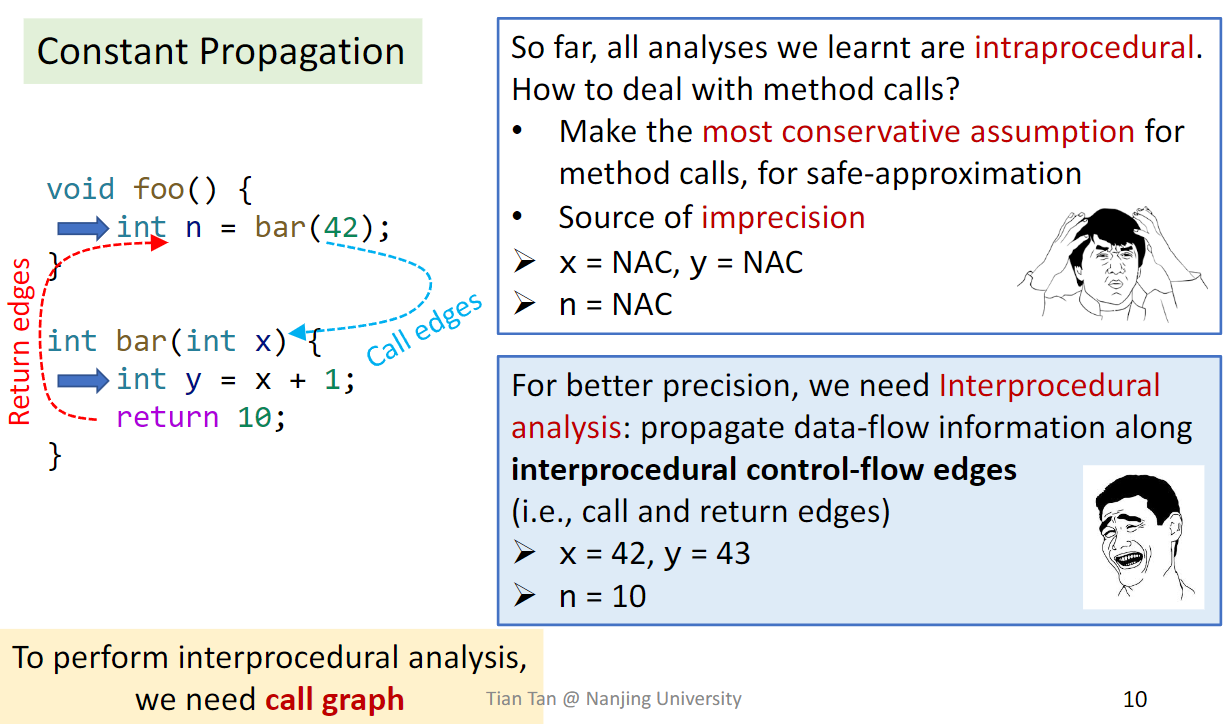 Constant Propagation
void foo() {
int n = bar(42);
}
int bar(int x) {
int y = x + 1;
return 10;
}
Return edges
Call edges
So far, all analyses we learnt are intraprocedural.
How to deal with method calls?
• Make the most conservative assumption for
method calls, for safe-approximation
• Source of imprecision
➢ x = NAC, y = NAC
➢ n = NAC
For better precision, we need Interprocedural
analysis: propagate data-flow information along
interprocedural control-flow edges
(i.e., call and return edges)
➢ x = 42, y = 43
➢ n = 10
To perform interprocedural analysis,
we need call graph
Tian Tan @ Nanjing University
10